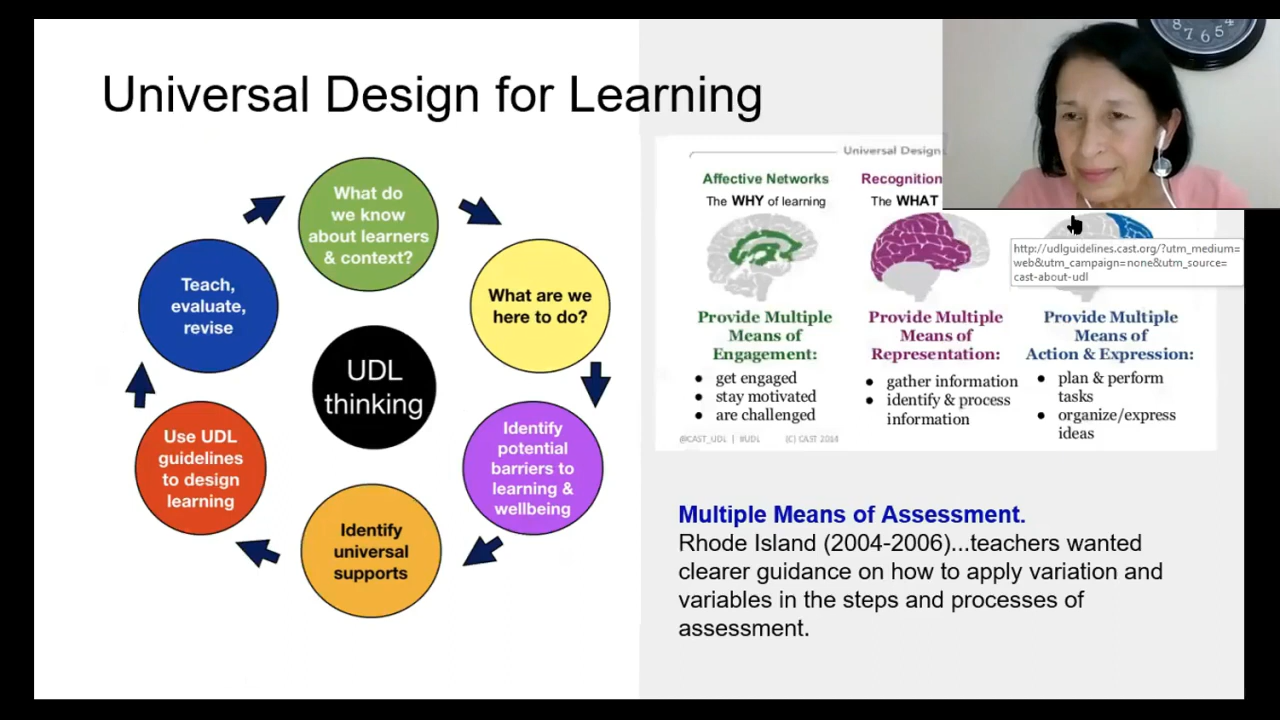 Universal Design for Learning
What do
we know
about learners
& context?
What are we
here to do?
Identify
potential
barriers to
learning &
wellbeing
Identify
universal
supports
Use UDL
guidelines
to design
learning
Teach,
evaluate,
revise
UDL
thinking
Universal Design
Affective Networks
The WHY of learning
Provide Multiple
Means of
Engagement:
● get engaged
● stay motivated
● are challenged
Recognition
The WHAT
Provide Multiple
Means of
Representation:
● gather information
● identify & process
information
http://udlguidelines.cast.org/?utm_medium=
web&utm_campaign=none&utm_source=
cast-about-udl
Provide Multiple
Means of
Action & Expression:
● plan & perform
tasks
● organize/express
ideas
@CAST_UDL | #UDL (C) CAST 2014
Multiple Means of Assessment.
Rhode Island (2004-2006)...teachers wanted
clearer guidance on how to apply variation and
variables in the steps and processes of
assessment.
8 7 6 5 4